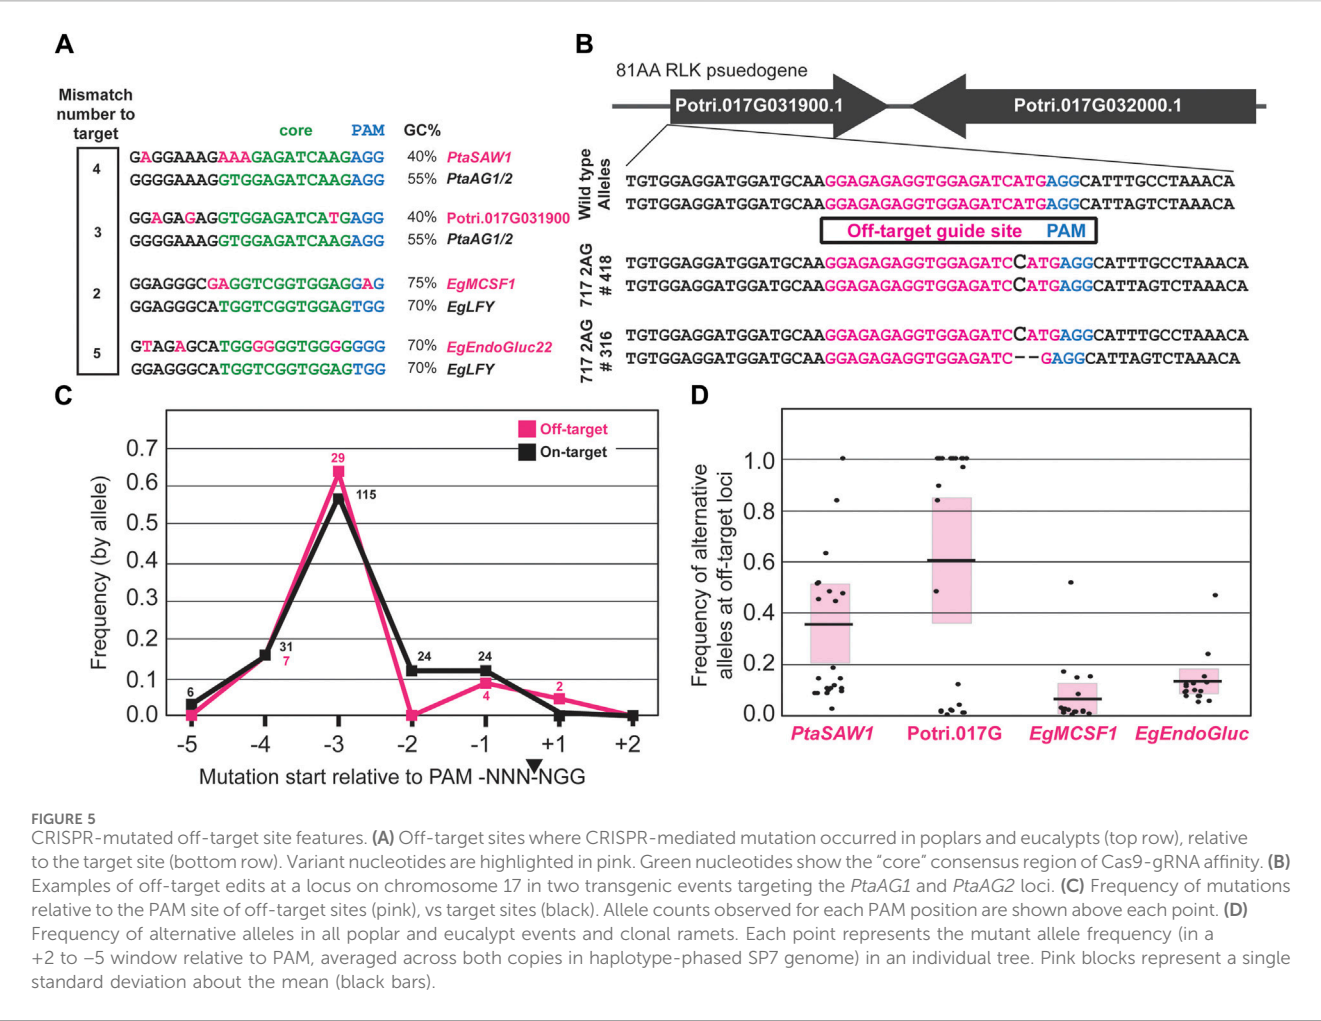 A
Mismatch
number to
target
core PAM GC%
4
GAGGAAAGAAAGAGATCAAGAGG 40% PtaSAW1
GGGGAAAGGTGGAGATCAAGAGG 55% PtaAG1/2
3
GGAGAGAGGTGGAGATCATGAGG 40% Potri.017G031900
GGGGAAAGGTGGAGATCAAGAGG 55% PtaAG1/2
2
GGAGGGCGAGGTCGGTGGAGGAG 75% EgMCSF1
GGAGGGCATGGTCGGTGGAGTGG 70% EgLFY
5
GTAGAGCATGGGGGGTGGGGGGG 70% EgEndoGluc22
GGAGGGCATGGTCGGTGGAGTGG 70% EgLFY
B
81AA RLK psuedogene
Potri.017G031900.1 Potri.017G032000.1
Wild type
Alleles
TGTGGAGGATGGATGCAAGGAGAGAGGTGGAGATCATGAGGCATTTGCCTAAACA
TGTGGAGGATGGATGCAAGGAGAGAGGTGGAGATCATGAGGCATTAGTCTAAACA
Off-target guide site PAM
717 2AG
# 418
TGTGGAGGATGGATGCAAGGAGAGAGGTGGAGATCCATGAGGCATTTGCCTAAACA
TGTGGAGGATGGATGCAAGGAGAGAGGTGGAGATCCATGAGGCATTAGTCTAAACA
717 2AG
# 316
TGTGGAGGATGGATGCAAGGAGAGAGGTGGAGATCCATGAGGCATTTGCCTAAACA
TGTGGAGGATGGATGCAAGGAGAGAGGTGGAGATC--GAGGCATTAGTCTAAACA
C
Frequency (by allele)
0.7
0.6
0.5
0.4
0.3
0.2
0.1
0.0
Off-target
On-target
29
115
31
7
6
24
24
4
2
-5 -4 -3 -2 -1 +1 +2
Mutation start relative to PAM -NNN-NGG
D
Frequency of alternative
alleles at off-target loci
1.0
0.8
0.6
0.4
0.2
0.0
PtaSAW1 Potri.017G EgMCSF1 EgEndoGluc
FIGURE 5
CRISPR-mutated off-target site features. (A) Off-target sites where CRISPR-mediated mutation occurred in poplars and eucalypts (top row), relative
to the target site (bottom row). Variant nucleotides are highlighted in pink. Green nucleotides show the “core” consensus region of Cas9-gRNA affinity. (B)
Examples of off-target edits at a locus on chromosome 17 in two transgenic events targeting the PtaAG1 and PtaAG2 loci. (C) Frequency of mutations
relative to the PAM site of off-target sites (pink), vs target sites (black). Allele counts observed for each PAM position are shown above each point. (D)
Frequency of alternative alleles in all poplar and eucalypt events and clonal ramets. Each point represents the mutant allele frequency (in a
+2 to –5 window relative to PAM, averaged across both copies in haplotype-phased SP7 genome) in an individual tree. Pink blocks represent a single
standard deviation about the mean (black bars).